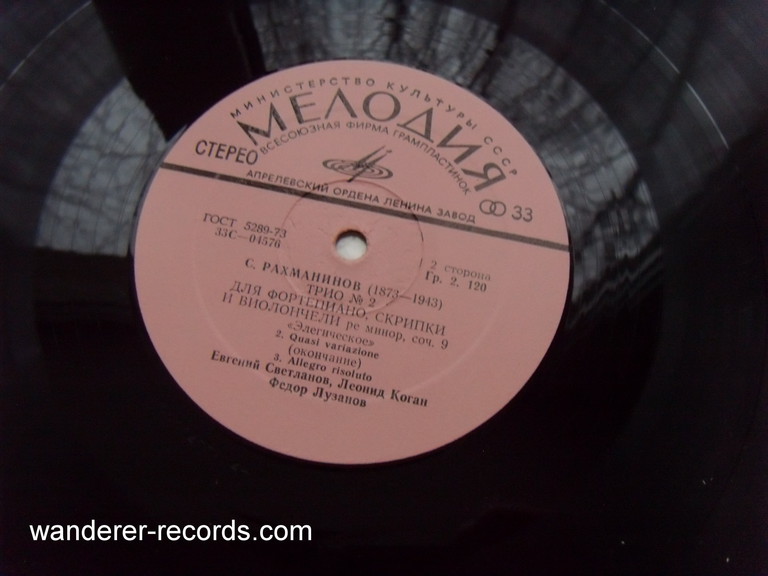 МИНИСТЕРСТВО КУЛЬТУРЫ СССР
МЕЛОДИЯ
ВСЕСОЮЗНАЯ ФИРМА ГРАМПЛАСТИНОК
СТЕРЕО
АПРЕЛЕВСКИЙ ОРДЕНА ЛЕНИНА ЗАВОД
33
ГОСТ 5289-73
33С—04576
2 сторона
Гр. 2. 120
С. РАХМАНИНОВ (1873—1943)
ТРИО № 2
ДЛЯ ФОРТЕПИАНО, СКРИПКИ
И ВИОЛОНЧЕЛИ ре минор, соч. 9
«Элегическое»
2. Quasi variazione
(окончание)
3. Allegro risoluto
Евгений Светланов, Леонид Коган
Федор Лузанов
wanderer-records.com